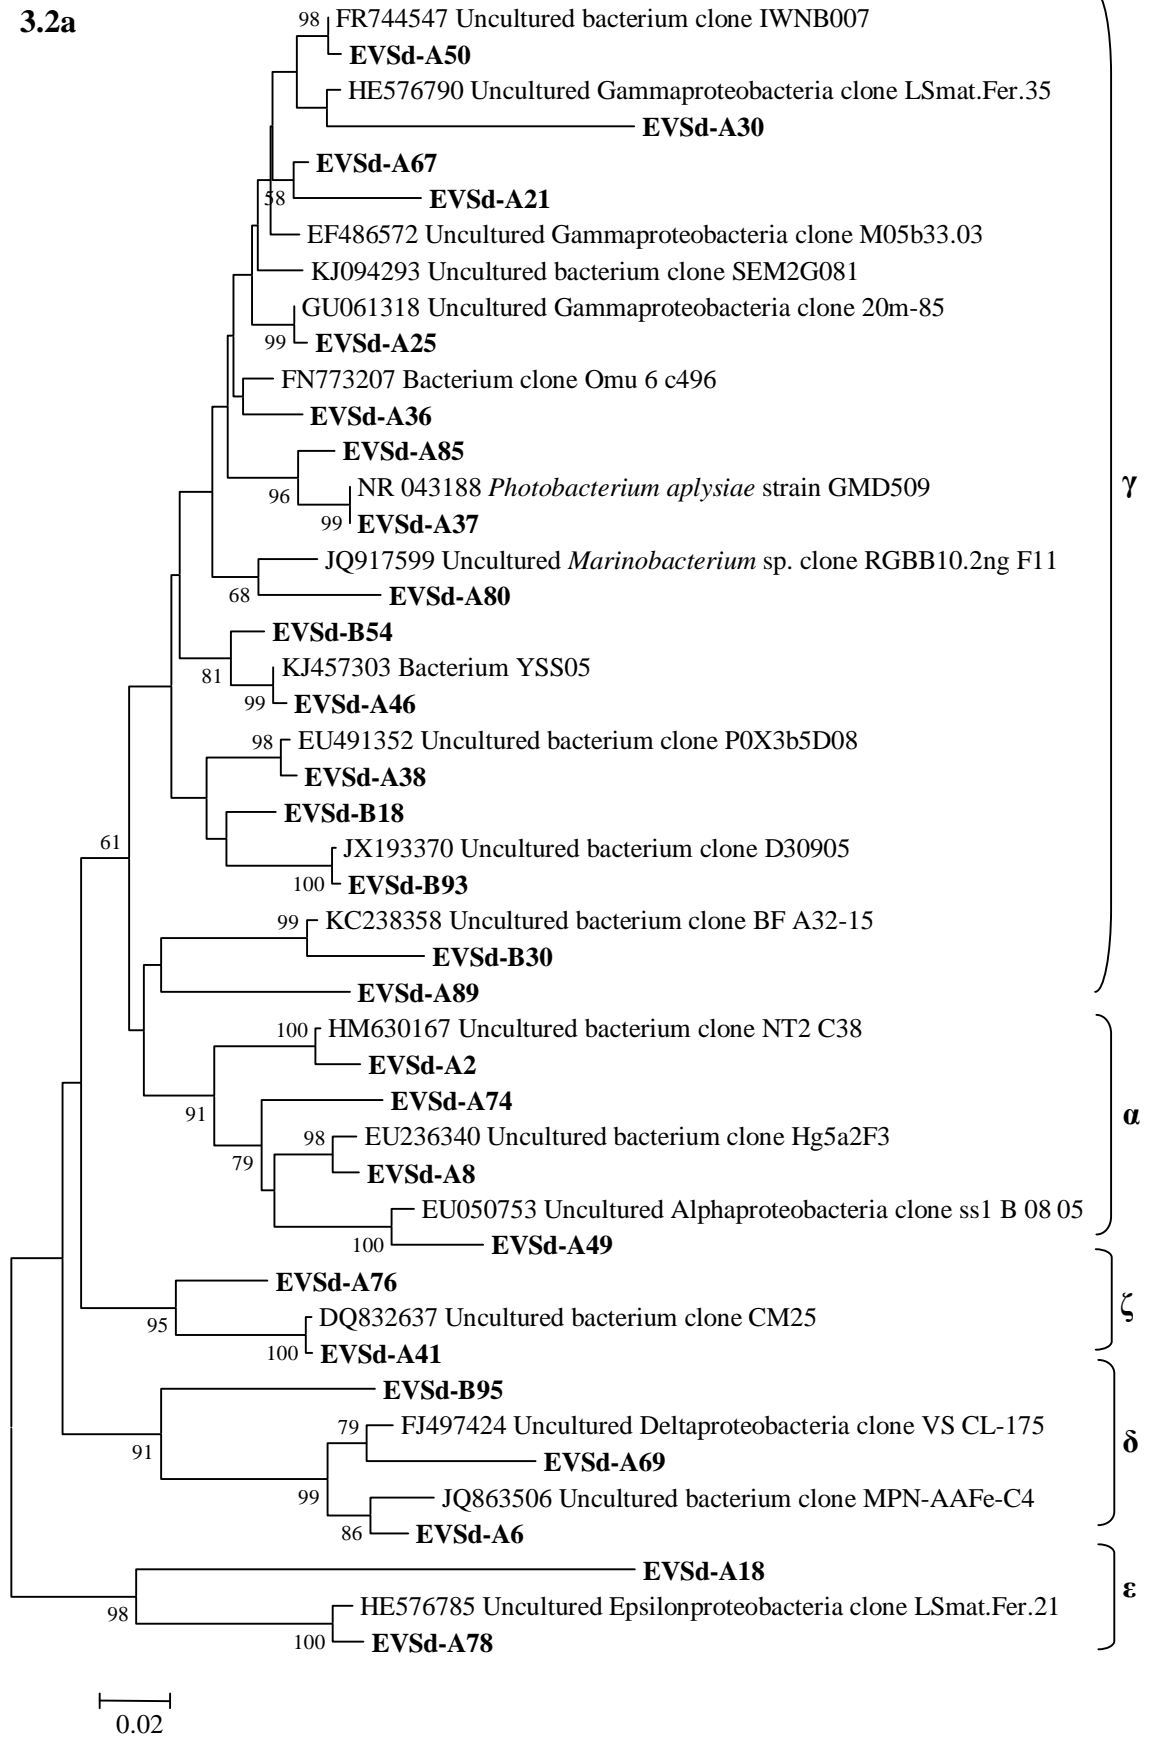 3.2a
98 FR744547 Uncultured bacterium clone IWNB007
EVSd-A50
HE576790 Uncultured Gammaproteobacteria clone LSmat.Fer.35
EVSd-A30
EVSd-A67
58
EVSd-A21
EF486572 Uncultured Gammaproteobacteria clone M05b33.03
KJ094293 Uncultured bacterium clone SEM2G081
GU061318 Uncultured Gammaproteobacteria clone 20m-85
99 EVSd-A25
FN773207 Bacterium clone Omu 6 c496
EVSd-A36
EVSd-A85
96
NR 043188 Photobacterium aplysiae strain GMD509
γ
99 EVSd-A37
JQ917599 Uncultured Marinobacterium sp. clone RGBB10.2ng F11
68
EVSd-A80
EVSd-B54
81
KJ457303 Bacterium YSS05
99 EVSd-A46
98 EU491352 Uncultured bacterium clone P0X3b5D08
EVSd-A38
EVSd-B18
61
JX193370 Uncultured bacterium clone D30905
100 EVSd-B93
99 KC238358 Uncultured bacterium clone BF A32-15
EVSd-B30
EVSd-A89
100 HM630167 Uncultured bacterium clone NT2 C38
EVSd-A2
91
EVSd-A74
α
98 EU236340 Uncultured bacterium clone Hg5a2F3
79
EVSd-A8
EU050753 Uncultured Alphaproteobacteria clone ss1 B 08 05
100 EVSd-A49
EVSd-A76
ζ
95
DQ832637 Uncultured bacterium clone CM25
100 EVSd-A41
EVSd-B95
79 FJ497424 Uncultured Deltaproteobacteria clone VS CL-175
91
δ
EVSd-A69
99
JQ863506 Uncultured bacterium clone MPN-AAFe-C4
86 EVSd-A6
EVSd-A18
ε
98
HE576785 Uncultured Epsilonproteobacteria clone LSmat.Fer.21
100 EVSd-A78
0.02